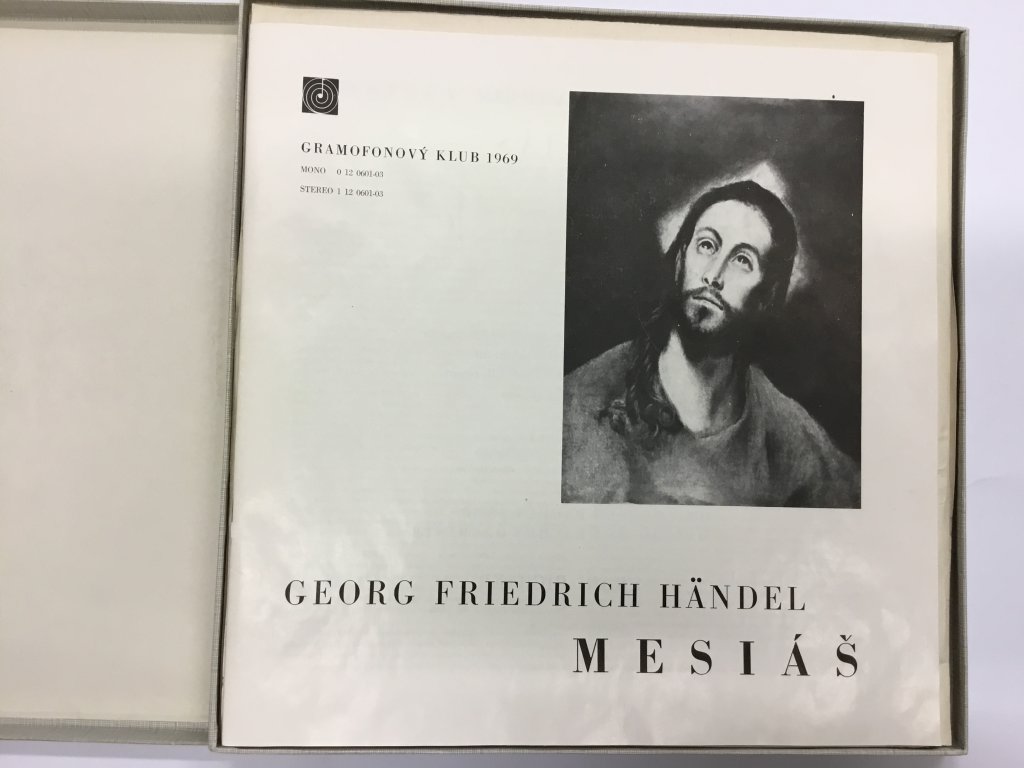 GRAMOFONOVÝ KLUB 1969
MONO 0 12 0601-03
STEREO 1 12 0601-03
GEORG FRIEDRICH HÄNDEL
MESIÁŠ